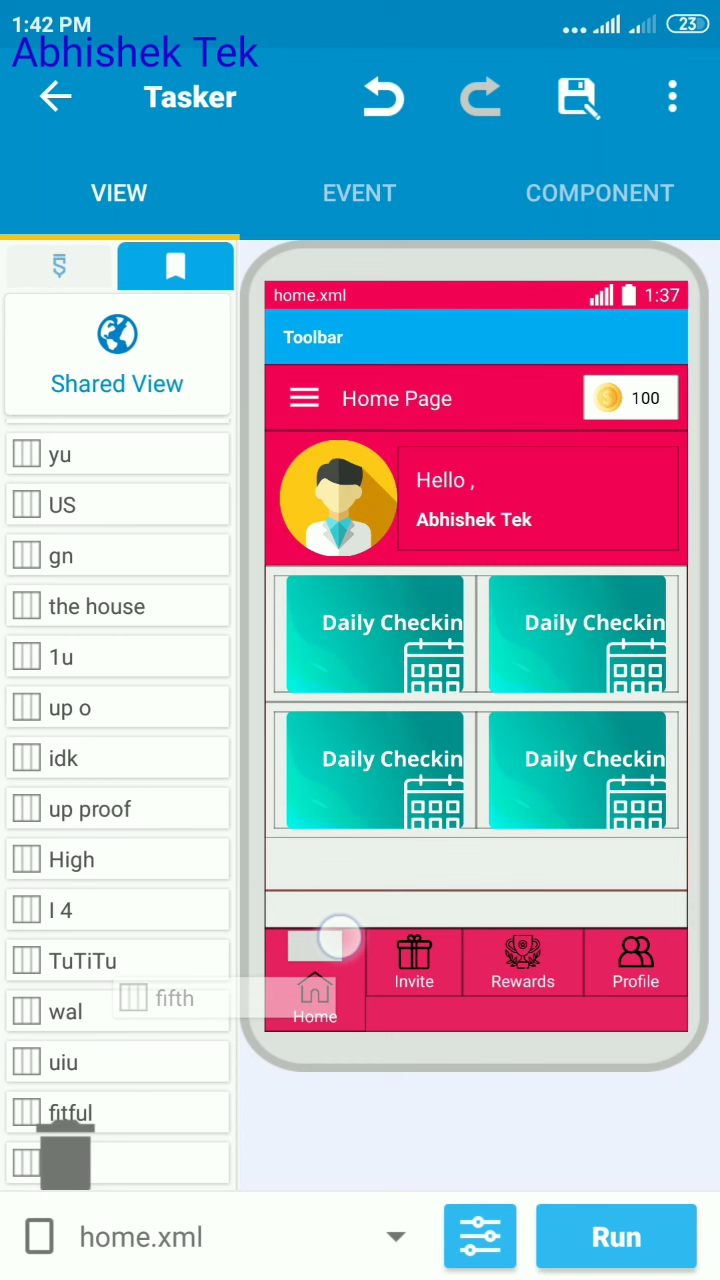 1:42 PM
23
Abhishek Tek
Tasker
VIEW
EVENT
COMPONENT
Shared View
yu
US
gn
the house
1u
up o
idk
up proof
High
I 4
TuTiTu
wal
uiu
fitful
fifth
home.xml
1:37
Toolbar
Home Page
100
Hello ,
Abhishek Tek
Daily Checkin
Daily Checkin
Daily Checkin
Daily Checkin
Home
Invite
Rewards
Profile
home.xml
Run